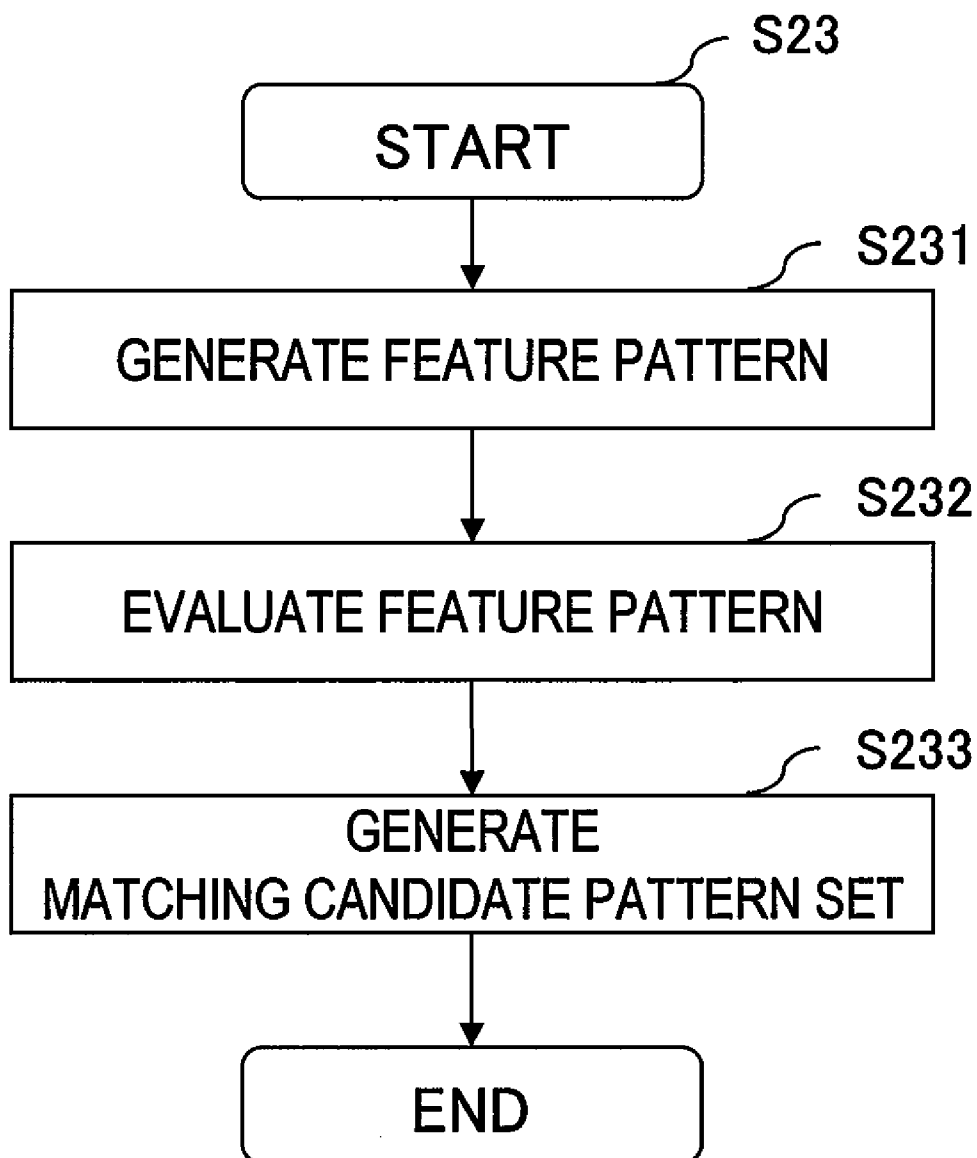 S23
START
S231
GENERATE FEATURE PATTERN
S232
EVALUATE FEATURE PATTERN
S233
GENERATE
MATCHING CANDIDATE PATTERN SET
END